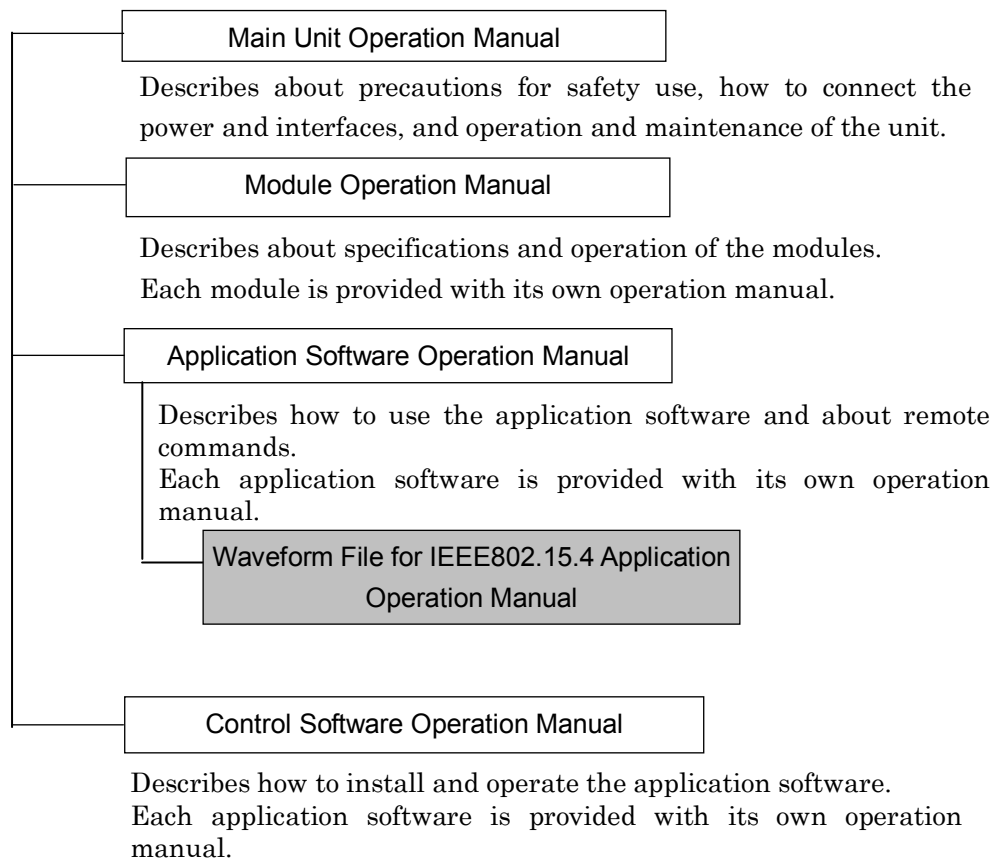 Main Unit Operation Manual
Describes about precautions for safety use, how to connect the
power and interfaces, and operation and maintenance of the unit.
Module Operation Manual
Describes about specifications and operation of the modules.
Each module is provided with its own operation manual.
Application Software Operation Manual
Describes how to use the application software and about remote
commands.
Each application software is provided with its own operation
manual.
Waveform File for IEEE802.15.4 Application
Operation Manual
Control Software Operation Manual
Describes how to install and operate the application software.
Each application software is provided with its own operation
manual.